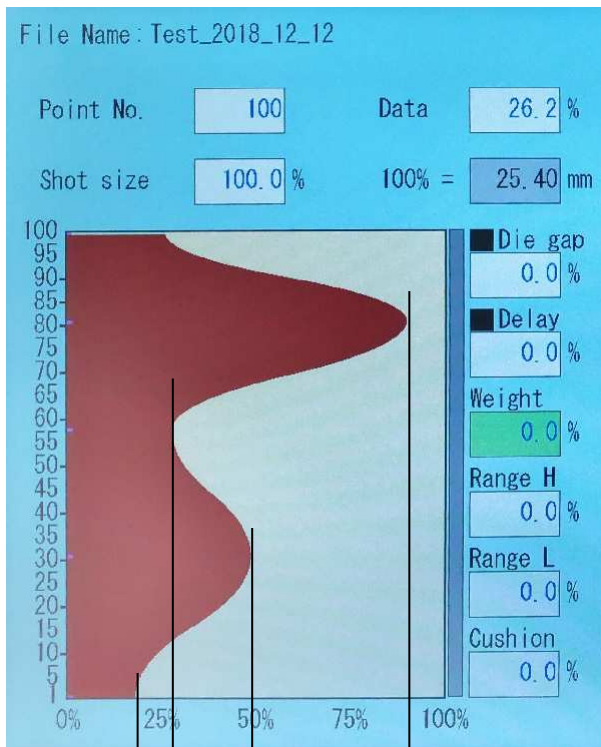 File Name : Test_2018_12_12
Point No. 100 Data 26.2 %
Shot size 100.0 % 100% = 25.40 mm
100
95
90
85
80
75
70
65
60
55
50
45
40
35
30
25
20
15
10
5
1
0% 25% 50% 75% 100%
Die gap
0.0 %
Delay
0.0 %
Weight
0.0 %
Range H
0.0 %
Range L
0.0 %
Cushion
0.0 %